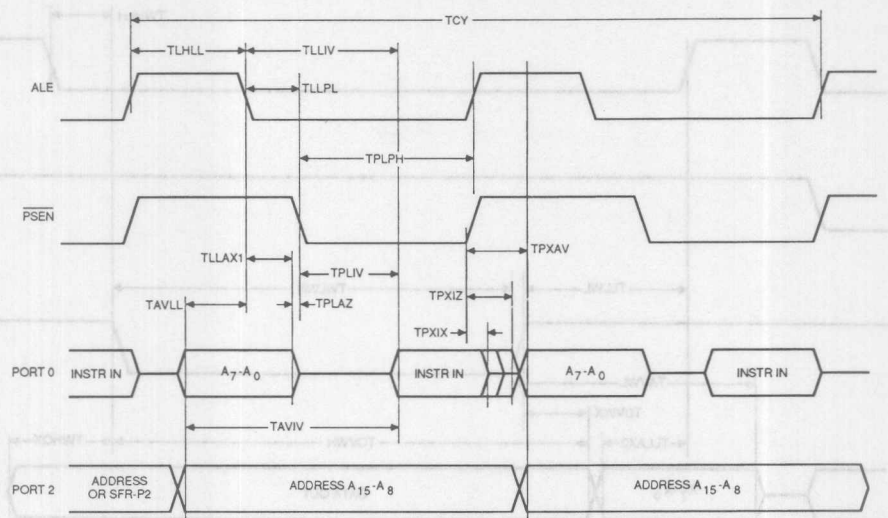 TCY
TLHLL
TLLIV
ALE
TLLPL
TPLPH
PSEN
TLLAX1
TPXAV
TPLIV
TAVLL
TPLAZ
TPXIZ
TPXIX
PORT 0
INSTR IN
A7-A0
INSTR IN
A7-A0
INSTR IN
TAVIV
PORT 2
ADDRESS
OR SFR-P2
ADDRESS A15-A8
ADDRESS A15-A8